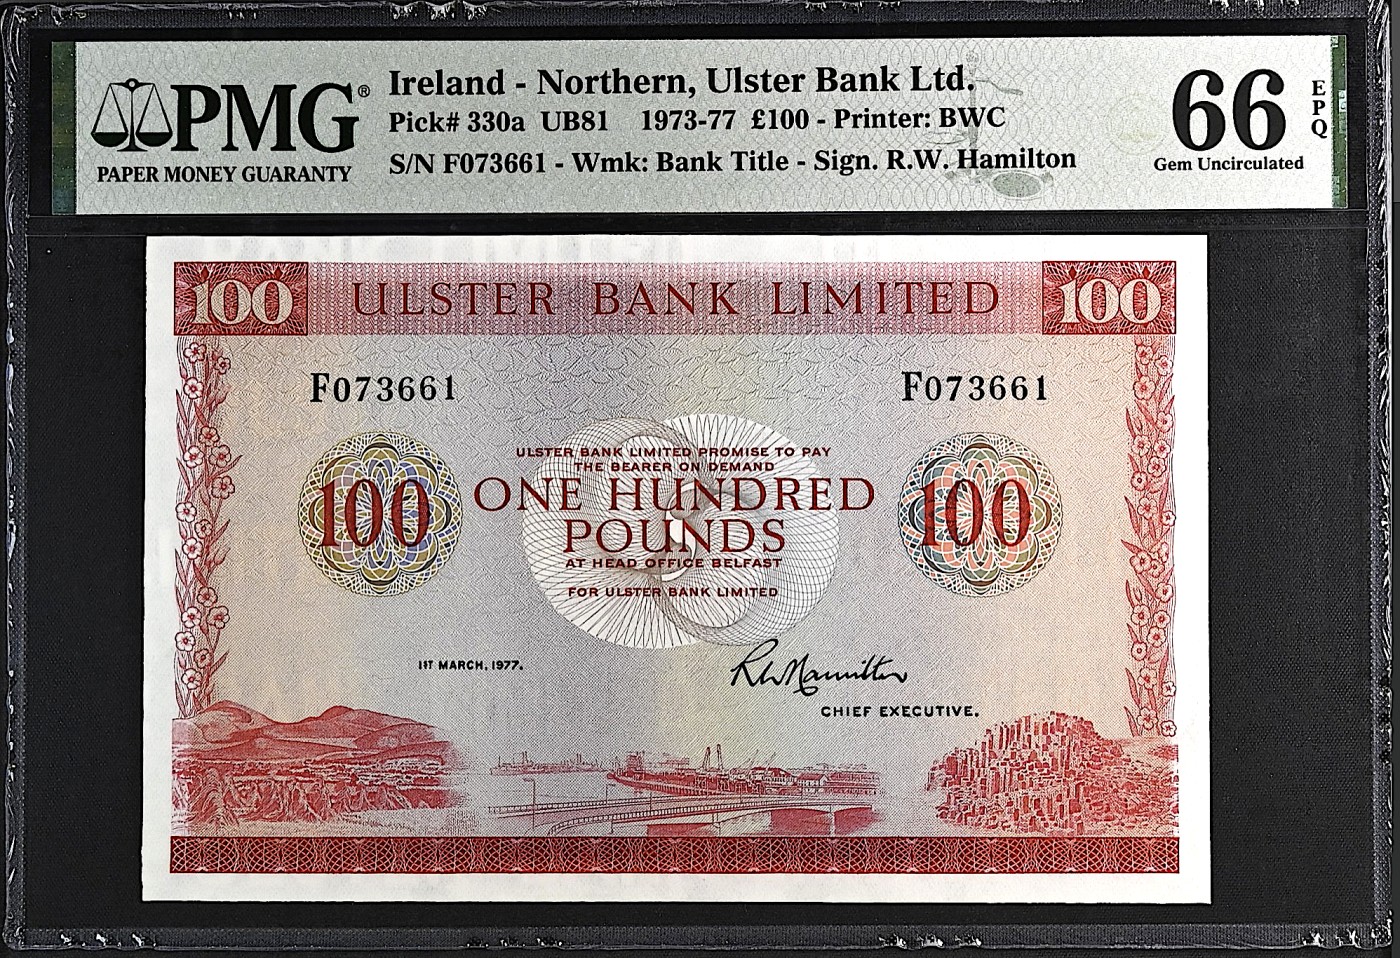 PMG®
PAPER MONEY GUARANTY
Ireland - Northern, Ulster Bank Ltd.
Pick# 330a UB81 1973-77 £100 - Printer: BWC
S/N F073661 - Wmk: Bank Title - Sign. R.W. Hamilton
66
EPQ
Gem Uncirculated
100 ULSTER BANK LIMITED 100
F073661 F073661
ULSTER BANK LIMITED PROMISE TO PAY
THE BEARER ON DEMAND
100 ONE HUNDRED 100
POUNDS
AT HEAD OFFICE BELFAST
FOR ULSTER BANK LIMITED
1ST MARCH, 1977. RW Hamilton
CHIEF EXECUTIVE.